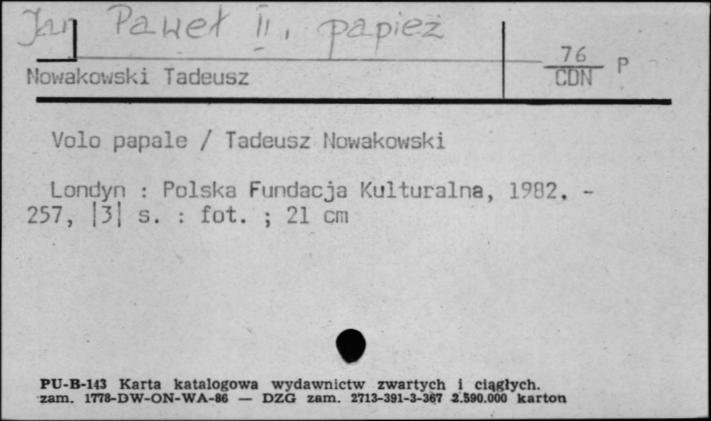 Jan Paweł II, papież
76
CDN P
Nowakowski Tadeusz
Volo papale / Tadeusz Nowakowski
Londyn : Polska Fundacja Kulturalna, 1982. -
257, |3| s. : fot. ; 21 cm
PU-B-143 Karta katalogowa wydawnictw zwartych i ciągłych.
zam. 1778-DW-ON-WA-86 — DZG zam. 2713-391-3-367 2.590.000 karton